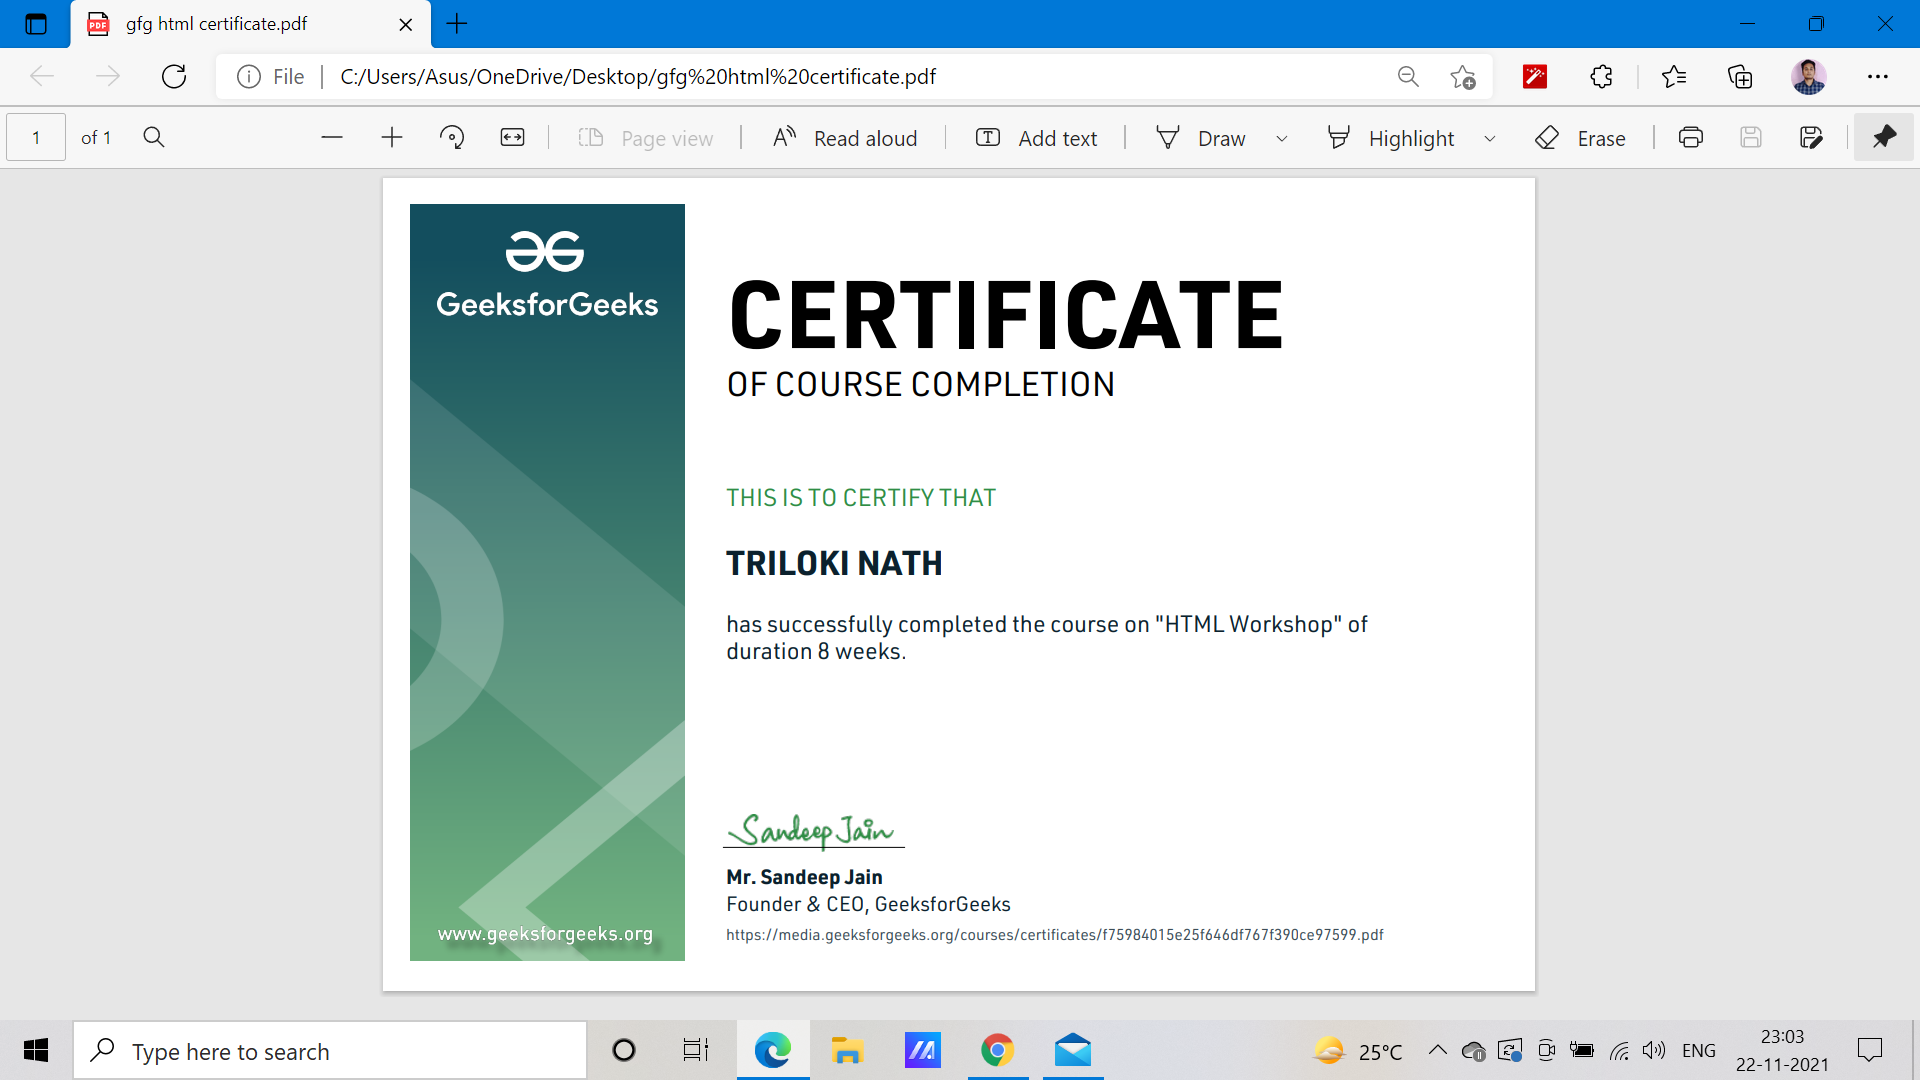 gfg html certificate.pdf
File
C:/Users/Asus/OneDrive/Desktop/gfg%20html%20certificate.pdf
1 of 1
Page view
Read aloud
Add text
Draw
Highlight
Erase
GeeksforGeeks
CERTIFICATE
OF COURSE COMPLETION
THIS IS TO CERTIFY THAT
TRILOKI NATH
has successfully completed the course on "HTML Workshop" of
duration 8 weeks.
Sandeep Jain
Mr. Sandeep Jain
Founder & CEO, GeeksforGeeks
https://media.geeksforgeeks.org/courses/certificates/f75984015e25f646df767f390ce97599.pdf
www.geeksforgeeks.org
Type here to search
25°C
ENG
23:03
22-11-2021